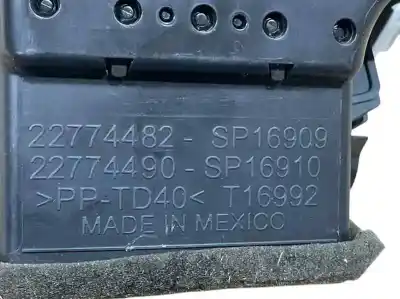 22774482 - SP16909
22774490 - SP16910
>PP-TD40< T16992
MADE IN MEXICO